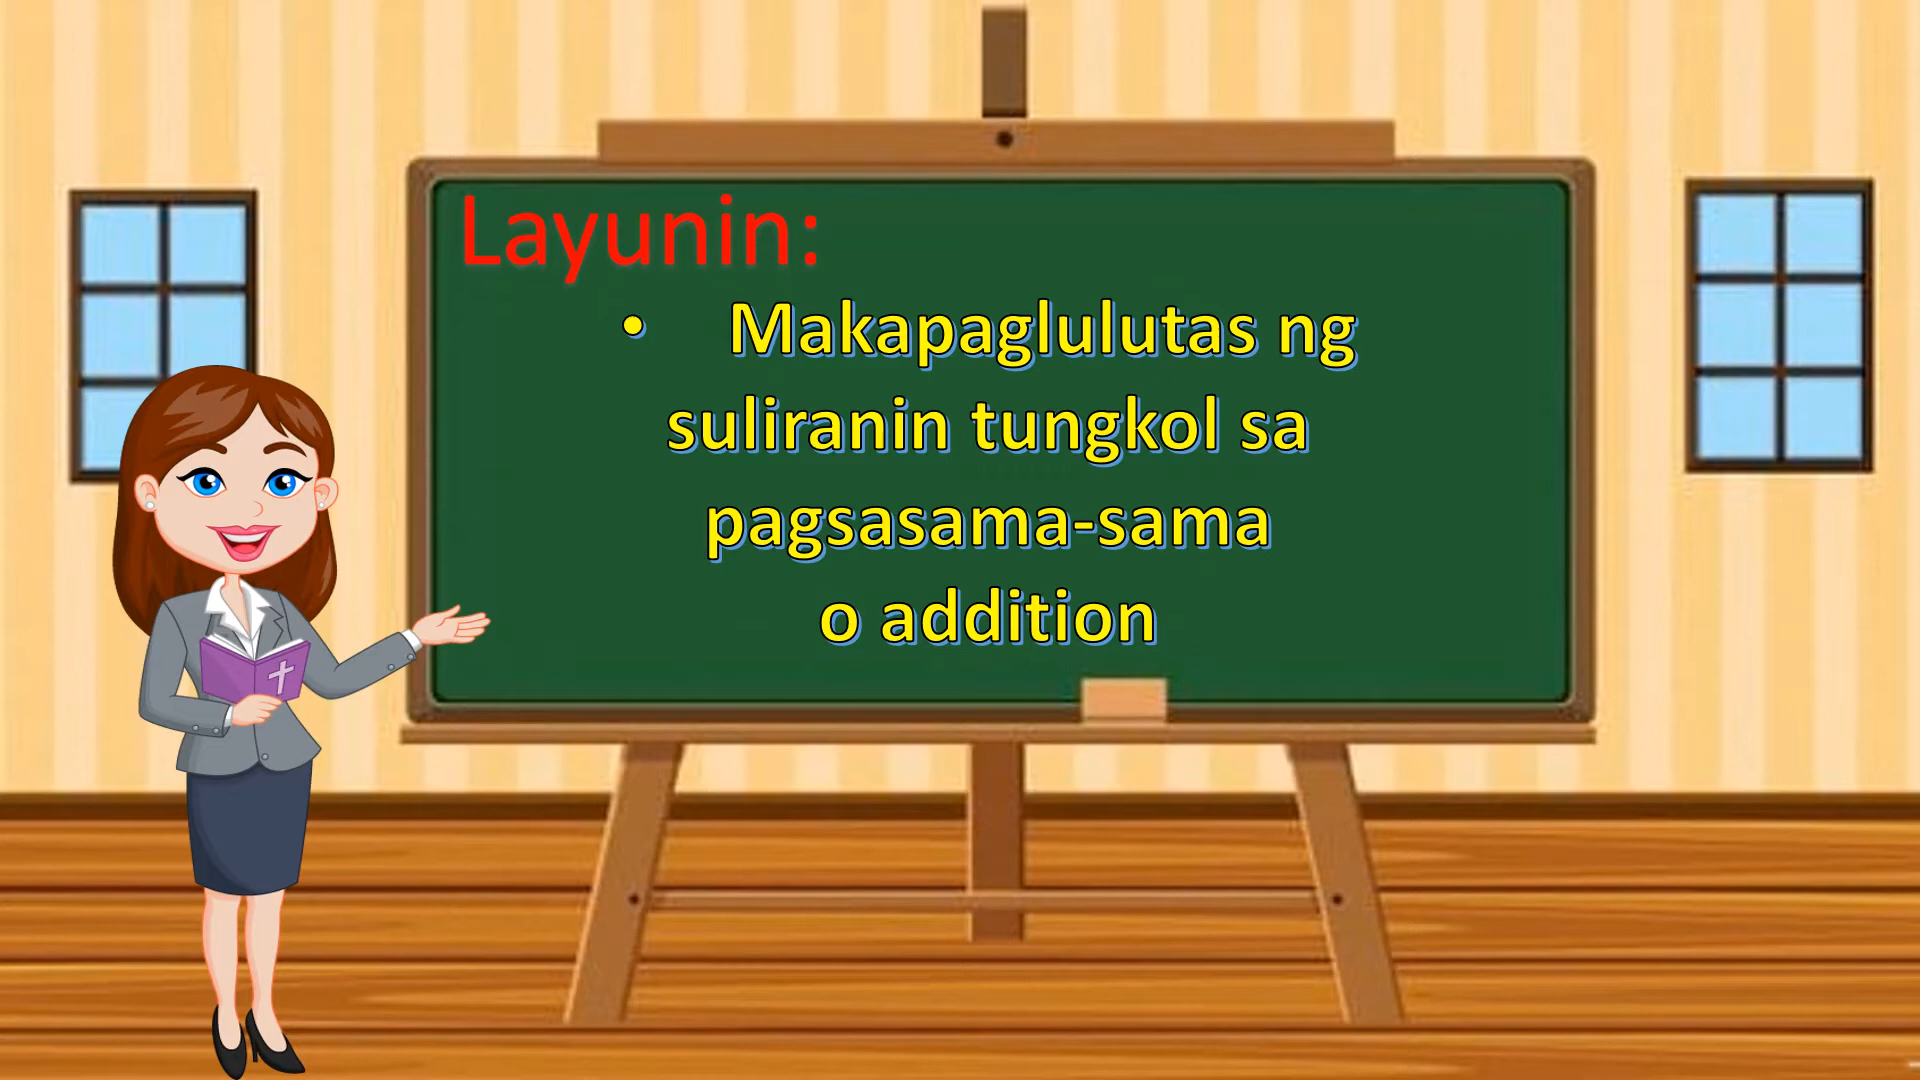 Layunin:
• Makapaglulutas ng
suliranin tungkol sa
pagsasama-sama
o addition